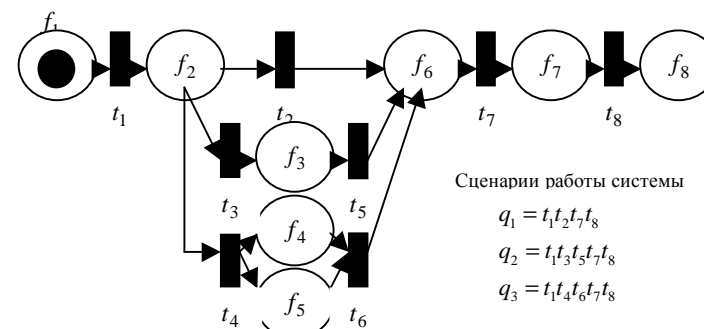 f₁
f₂
f₆
f₇
f₈
t₁
t₂
t₇
t₈
f₃
t₃
t₅
f₄
f₅
t₄
t₆
Сценарии работы системы
q₁ = t₁t₂t₇t₈
q₂ = t₁t₃t₅t₇t₈
q₃ = t₁t₄t₆t₇t₈